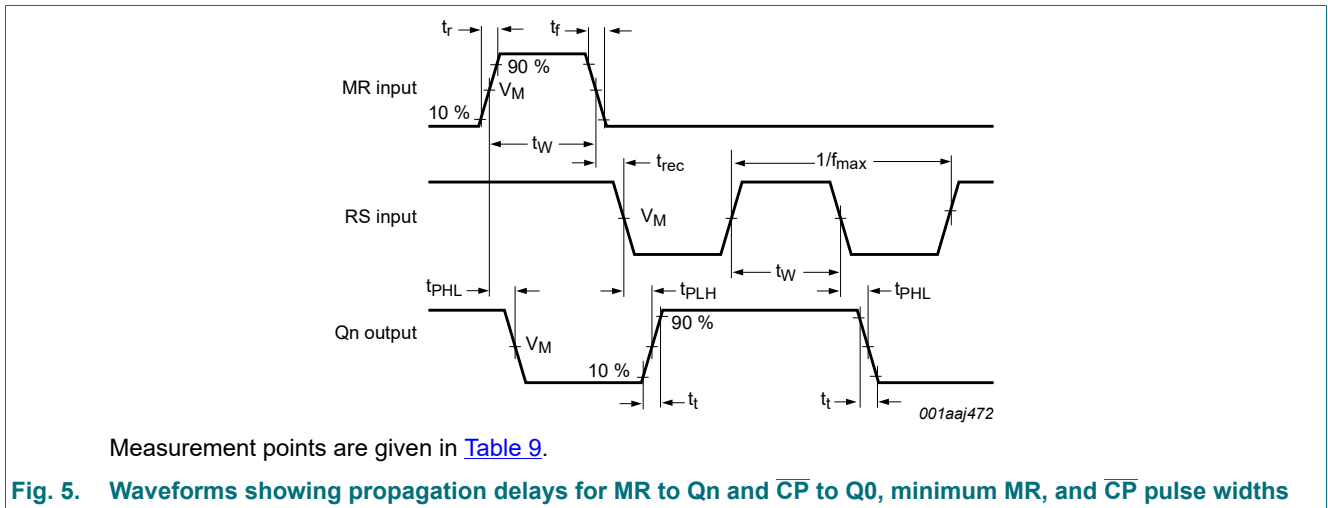 tr
tf
90 %
MR input
VM
10 %
tW
trec
1/fmax
RS input
VM
tW
tPHL
tPLH
tPHL
90 %
Qn output
VM
10 %
tt
tt
001aaj472
Measurement points are given in Table 9.
Fig. 5. Waveforms showing propagation delays for MR to Qn and C̅P̅ to Q0, minimum MR, and C̅P̅ pulse widths